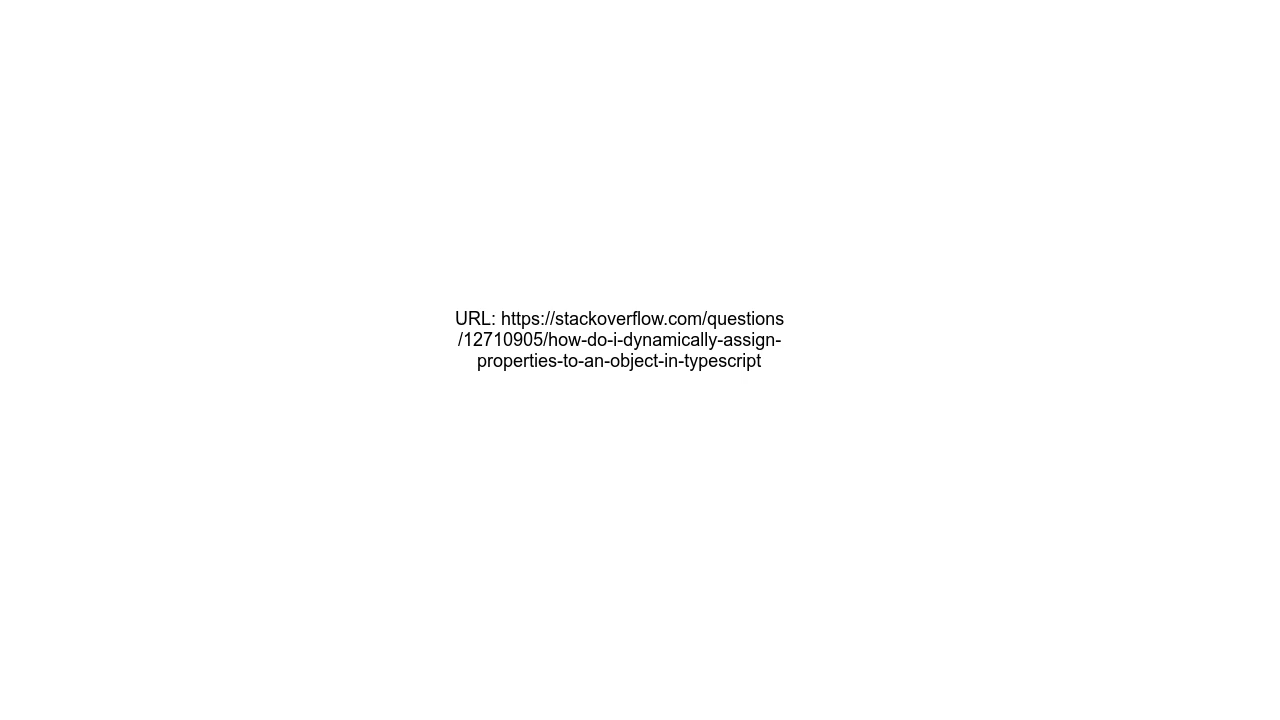 URL: https://stackoverflow.com/questions
/12710905/how-do-i-dynamically-assign-
properties-to-an-object-in-typescript